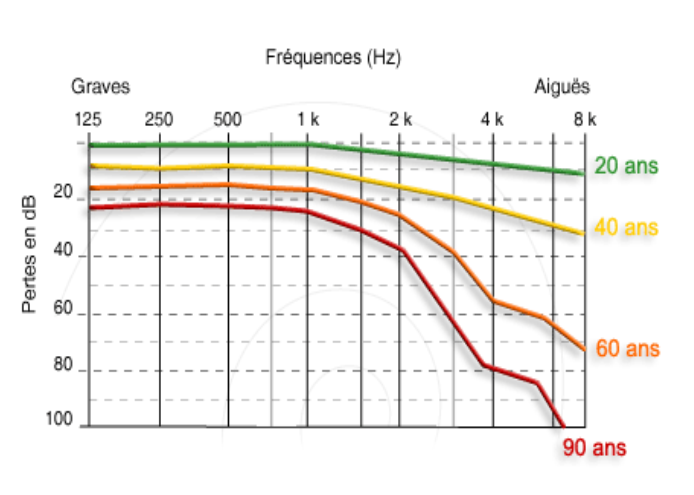 Fréquences (Hz)
Graves Aiguës
125 250 500 1 k 2 k 4 k 8 k
20 ans
20
40 ans
Pertes en dB
40
60
60 ans
80
100
90 ans